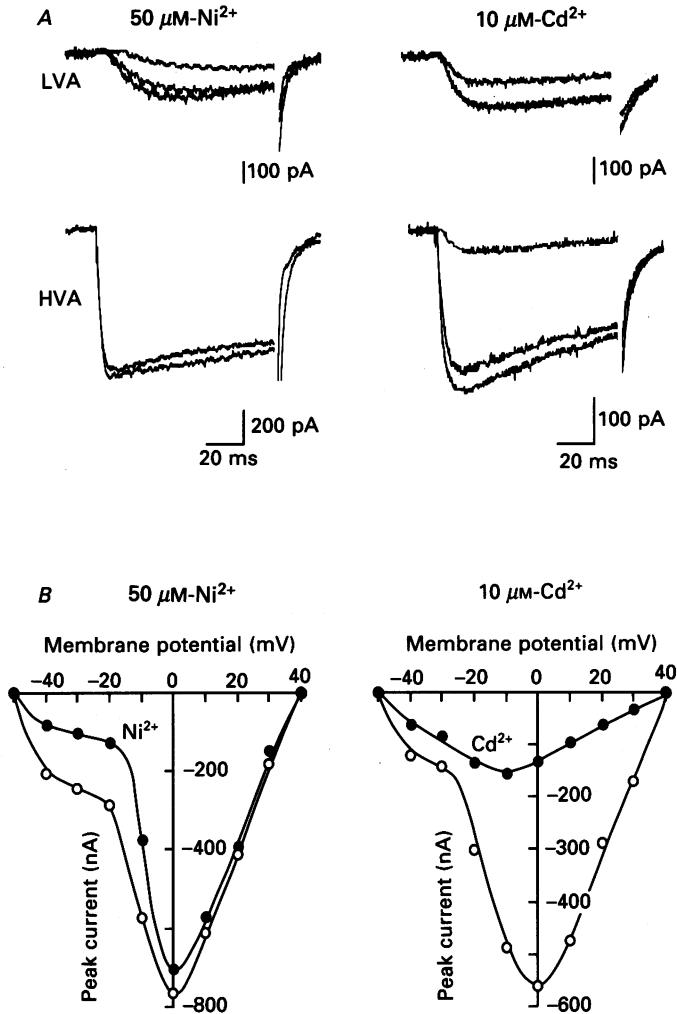 A
50 μM-Ni²⁺
10 μM-Cd²⁺
LVA
100 pA
100 pA
HVA
200 pA
20 ms
100 pA
20 ms
B
50 μM-Ni²⁺
10 μM-Cd²⁺
Membrane potential (mV)
−40 −20 0 20 40
Ni²⁺
−200
−400
−800
Peak current (nA)
Membrane potential (mV)
−40 −20 0 20 40
Cd²⁺
−200
−300
−400
−600
Peak current (nA)